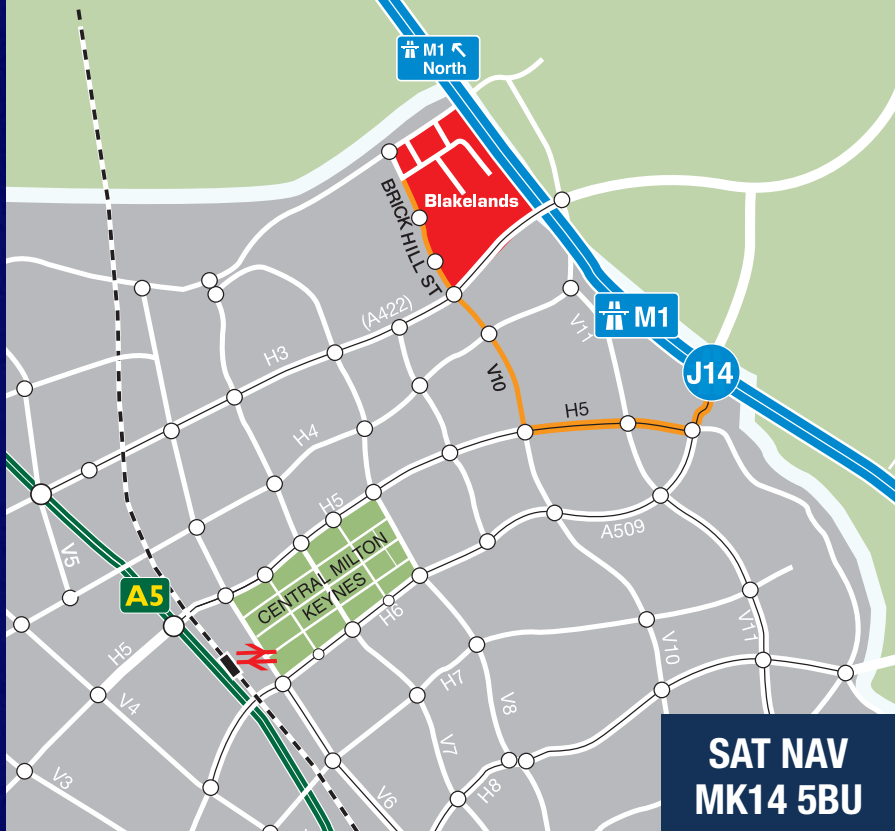 M1
North
Blakelands
BRICK HILL ST
(A422)
H3
V11
M1
J14
V10
H5
H4
H5
A509
V5
CENTRAL MILTON
KEYNES
A5
H6
H5
V11
V10
H7
V4
V8
V7
V3
H8
V6
SAT NAV
MK14 5BU